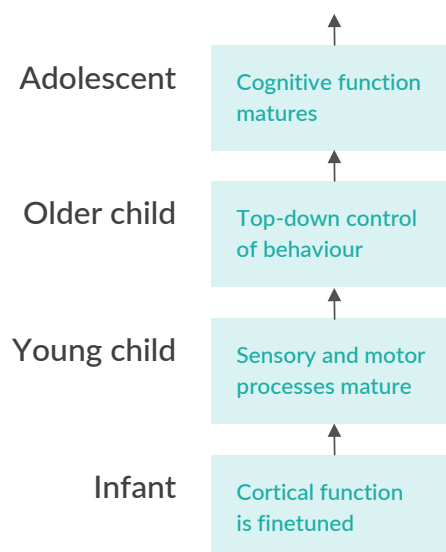 Adolescent
Cognitive function
matures
Older child
Top-down control
of behaviour
Young child
Sensory and motor
processes mature
Infant
Cortical function
is finetuned